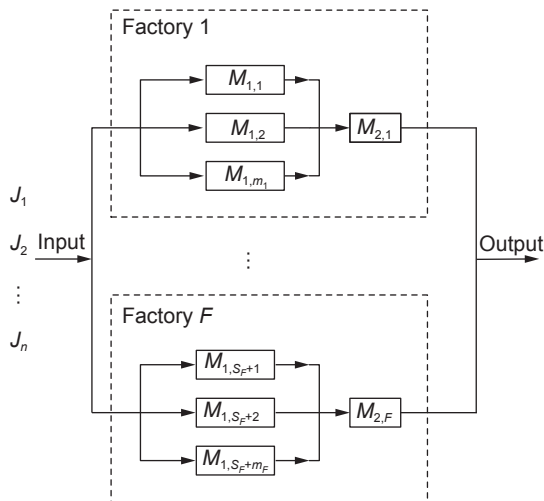 Factory 1
M1,1
M1,2
M2,1
M1,m1
J1
J2
Input
Output
⋮
⋮
Jn
Factory F
M1,SF+1
M1,SF+2
M2,F
M1,SF+mF